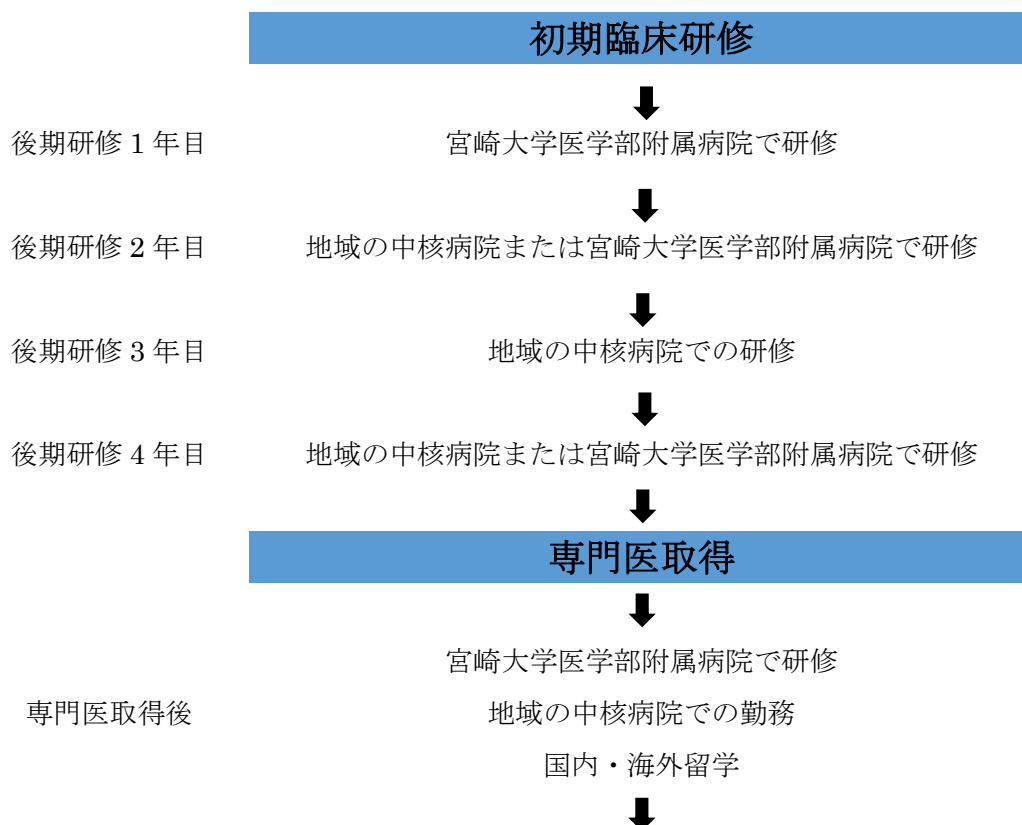 初期臨床研修
後期研修 1 年目 宮崎大学医学部附属病院で研修
後期研修 2 年目 地域の中核病院または宮崎大学医学部附属病院で研修
後期研修 3 年目 地域の中核病院での研修
後期研修 4 年目 地域の中核病院または宮崎大学医学部附属病院で研修
専門医取得
宮崎大学医学部附属病院で研修
専門医取得後 地域の中核病院での勤務
国内・海外留学